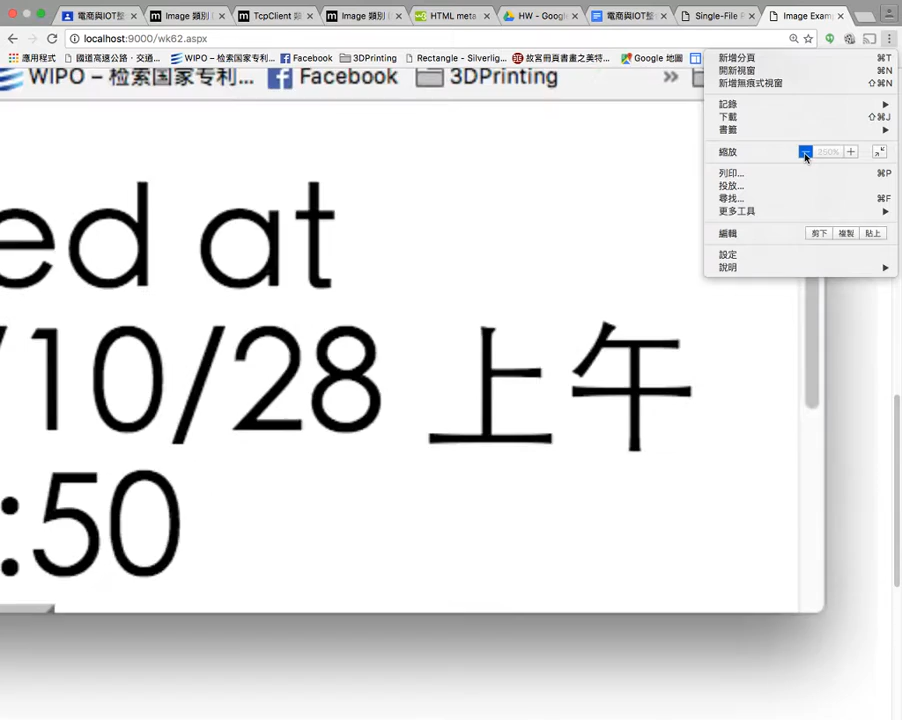 電商與IOT整
Image 類別
TcpClient 類
Image 類別
HTML meta
HW - Googl
電商與IOT整
Single-File P
Image Exam
localhost:9000/wk62.aspx
應用程式
國道高速公路・交通...
WIPO – 检索国家专利...
Facebook
3DPrinting
Rectangle - Silverlig...
故宮冊頁書畫之美特...
Google 地圖
WIPO – 检索国家专利...
Facebook
3DPrinting
»
新增分頁 ⌘T
開新視窗 ⌘N
新增無痕式視窗 ⇧⌘N
記錄
下載 ⇧⌘J
書籤
縮放 − 250% +
列印... ⌘P
投放...
尋找... ⌘F
更多工具
編輯 剪下 複製 貼上
設定
說明
ed at
/10/28 上午
:50